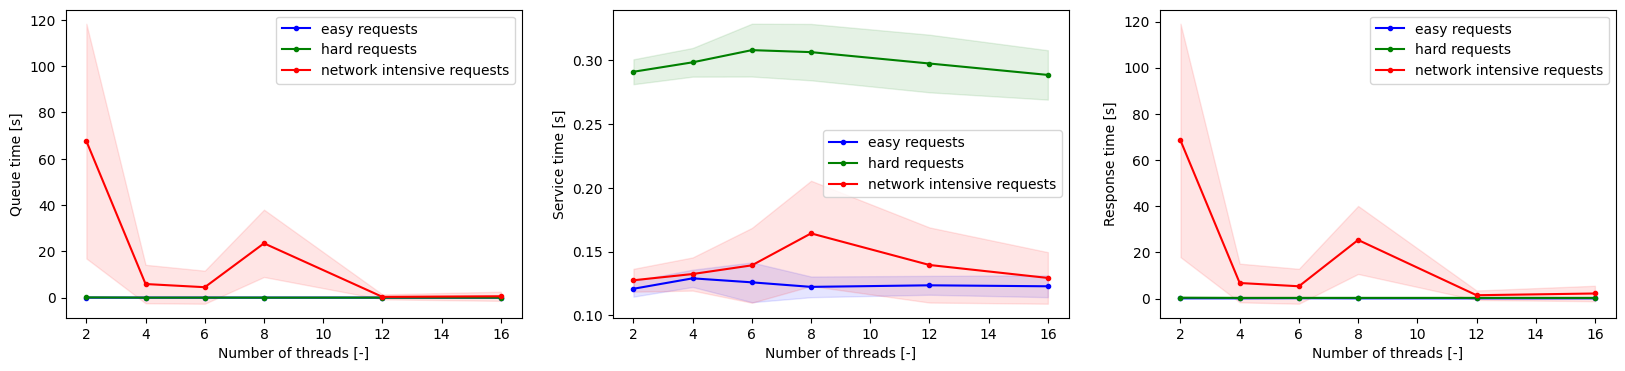 120
100
80
60
40
20
0
Queue time [s]
easy requests
hard requests
network intensive requests
2 4 6 8 10 12 14 16
Number of threads [-]
0.30
0.25
0.20
0.15
0.10
Service time [s]
easy requests
hard requests
network intensive requests
2 4 6 8 10 12 14 16
Number of threads [-]
120
100
80
60
40
20
0
Response time [s]
easy requests
hard requests
network intensive requests
2 4 6 8 10 12 14 16
Number of threads [-]